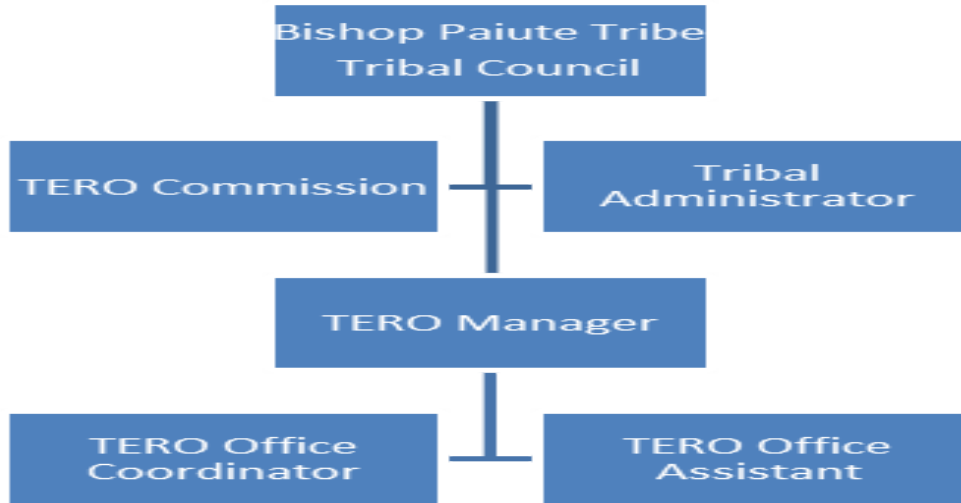 Bishop Paiute Tribe
Tribal Council
TERO Commission
Tribal
Administrator
TERO Manager
TERO Office
Coordinator
TERO Office
Assistant